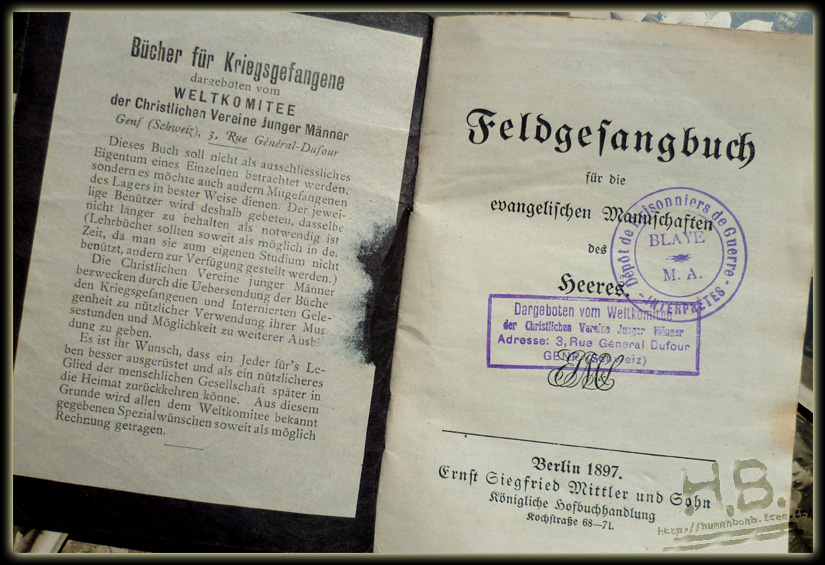 Bücher für Kriegsgefangene
dargeboten vom
WELTKOMITEE
der Christlichen Vereine Junger Männer
Genf (Schweiz), 3, Rue Général-Dufour
Dieses Buch soll nicht als ausschliessliches
Eigentum eines Einzelnen betrachtet werden,
sondern es möchte auch andern Mitgefangenen
des Lagers in bester Weise dienen. Der jewei-
lige Benützer wird deshalb gebeten, dasselbe
nicht länger zu behalten als notwendig ist
(Lehrbücher sollten soweit als möglich in der
Zeit, da man sie zum eigenen Studium nicht
benützt, andern zur Verfügung gestellt werden.)
Die Christlichen Vereine junger Männer
bezwecken durch die Uebersendung der Büche
den Kriegsgefangenen und Internierten Gele-
genheit zu nützlicher Verwendung ihrer Mus-
sestunden und Möglichkeit zu weiterer Ausb
dung zu geben.
Es ist ihr Wunsch, dass ein Jeder für's Le-
ben besser ausgerüstet und als ein nützlicheres
Glied der menschlichen Gesellschaft später in
die Heimat zurückkehren könne. Aus diesem
Grunde wird allen dem Weltkomitee bekannt
gegebenen Spezialwünschen soweit als möglich
Rechnung getragen.
Feldgesangbuch
für die
evangelischen Mannschaften
des
Heeres.
Dépôt de Prisonniers de Guerre
BLAYE
M. A.
- INTERPRÈTES -
Dargeboten vom Weltkomitee
der Christlichen Vereine Junger Männer
Adresse: 3, Rue Général Dufour
GENF (Schweiz)
Berlin 1897.
Ernst Siegfried Mittler und Sohn
Königliche Hofbuchhandlung
Kochstraße 68—71.
H.B.